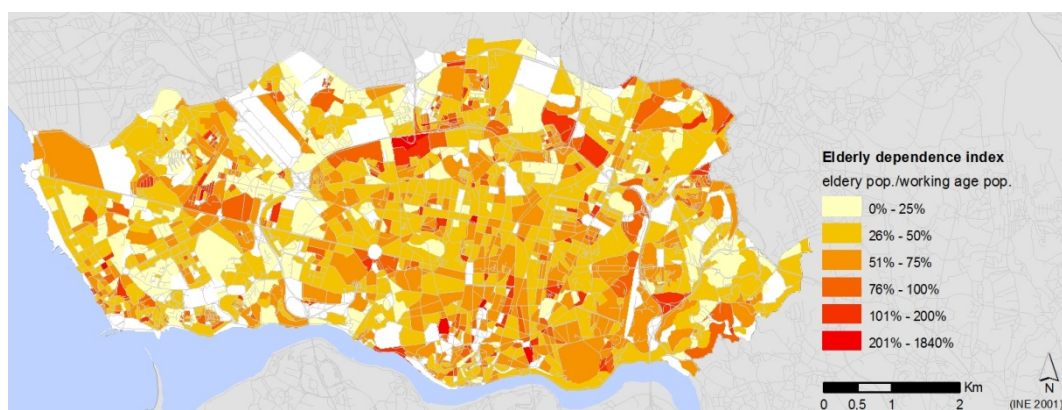 Elderly dependence index
eldery pop./working age pop.
0% - 25%
26% - 50%
51% - 75%
76% - 100%
101% - 200%
201% - 1840%
Km
0 0,5 1 2
N
(INE 2001)